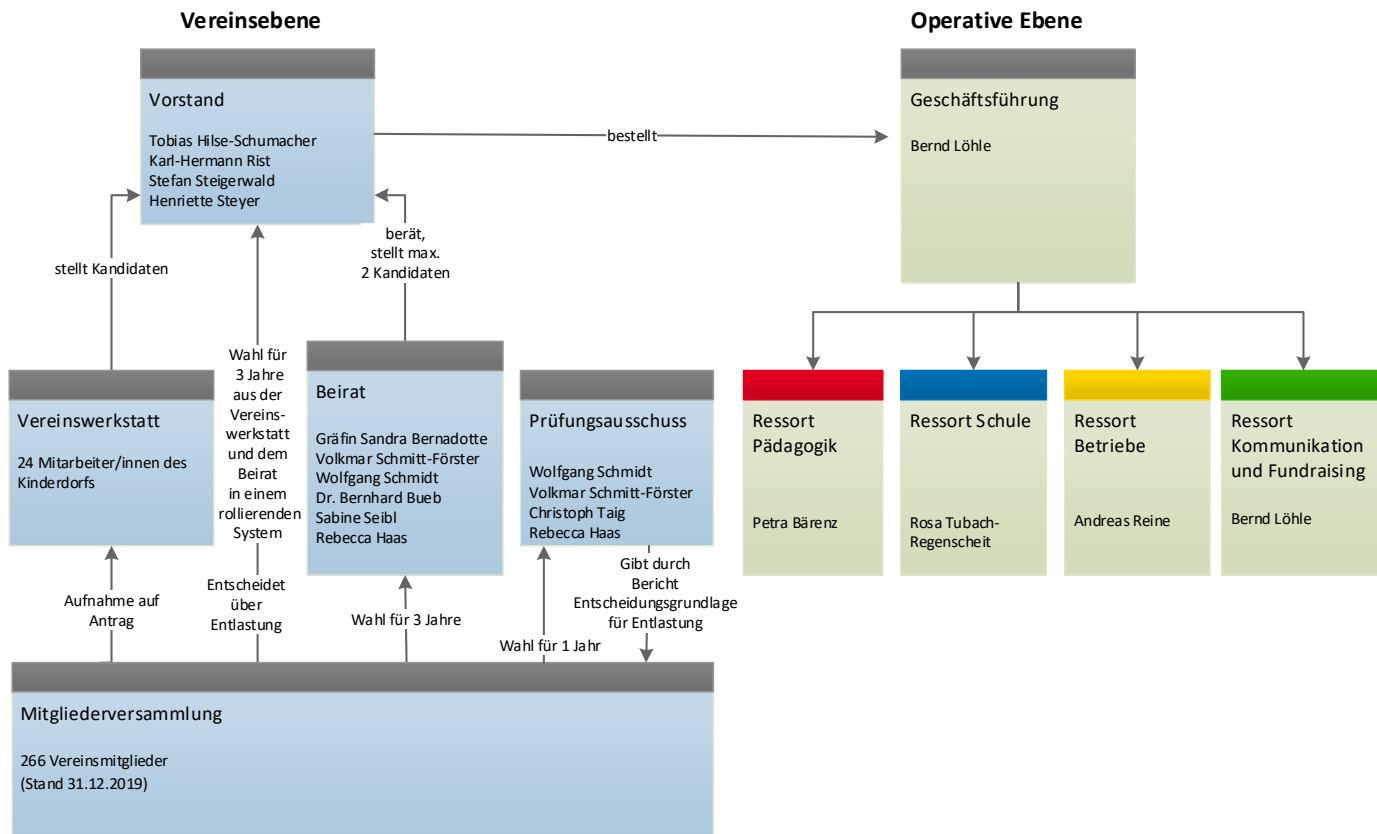 Vereinsebene
Operative Ebene
Vorstand
Tobias Hilse-Schumacher
Karl-Hermann Rist
Stefan Steigerwald
Henriette Steyer
bestellt
Geschäftsführung
Bernd Löhle
stellt Kandidaten
berät,
stellt max.
2 Kandidaten
Vereinswerkstatt
24 Mitarbeiter/innen des
Kinderdorfs
Wahl für
3 Jahre
aus der
Vereins-
werkstatt
und dem
Beirat
in einem
rollierenden
System
Beirat
Gräfin Sandra Bernadotte
Volkmar Schmitt-Förster
Wolfgang Schmidt
Dr. Bernhard Bueb
Sabine Seibl
Rebecca Haas
Prüfungsausschuss
Wolfgang Schmidt
Volkmar Schmitt-Förster
Christoph Taig
Rebecca Haas
Ressort
Pädagogik
Petra Bärenz
Ressort Schule
Rosa Tubach-
Regenscheit
Ressort
Betriebe
Andreas Reine
Ressort
Kommunikation
und Fundraising
Bernd Löhle
Aufnahme auf
Antrag
Entscheidet
über
Entlastung
Wahl für 3 Jahre
Wahl für 1 Jahr
Gibt durch
Bericht
Entscheidungsgrundlage
für Entlastung
Mitgliederversammlung
266 Vereinsmitglieder
(Stand 31.12.2019)